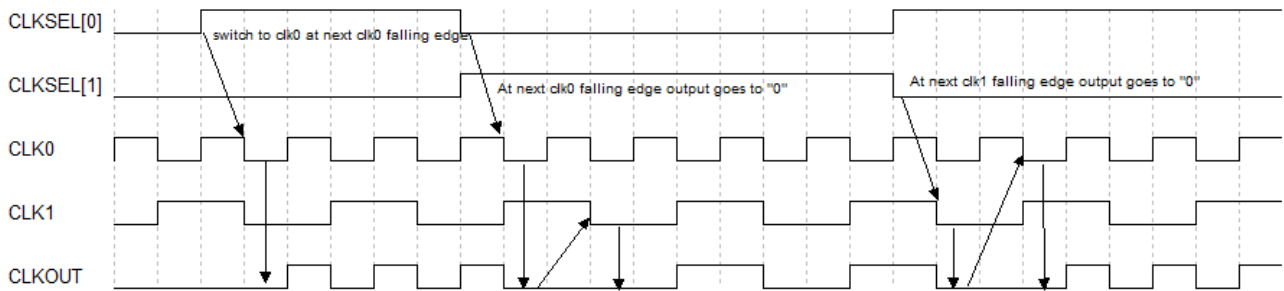 CLKSEL[0]
switch to clk0 at next clk0 falling edge
CLKSEL[1]
At next clk0 falling edge output goes to "0"
At next clk1 falling edge output goes to "0"
CLK0
CLK1
CLKOUT